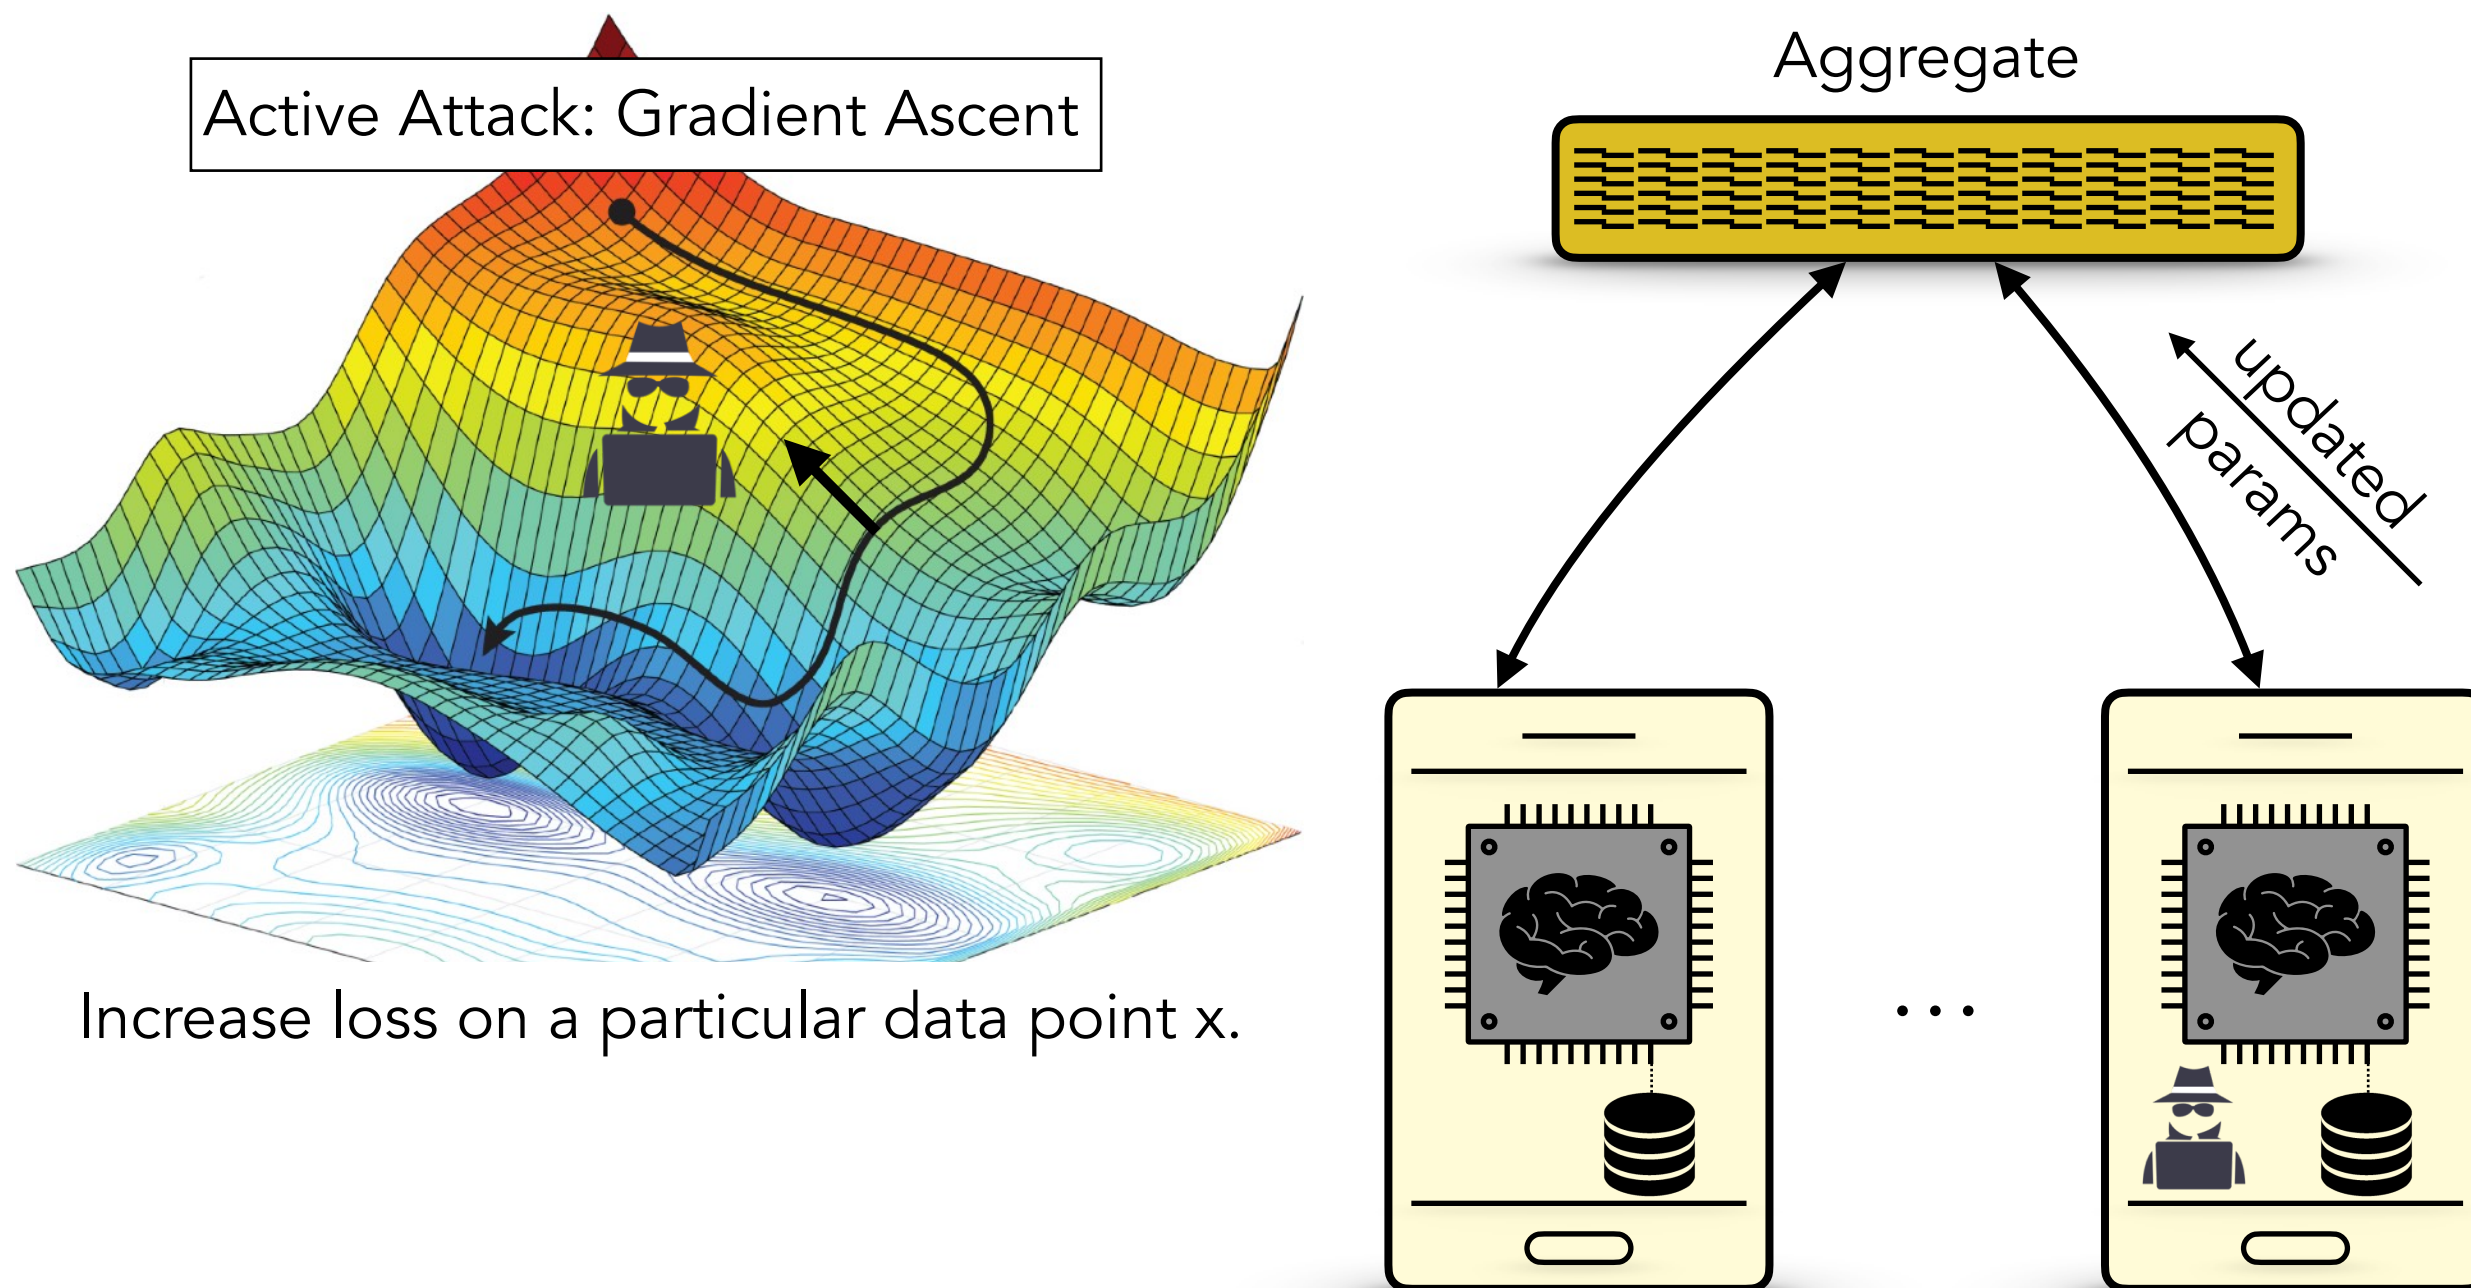 Active Attack: Gradient Ascent
Increase loss on a particular data point x.
Aggregate
updated
params
...